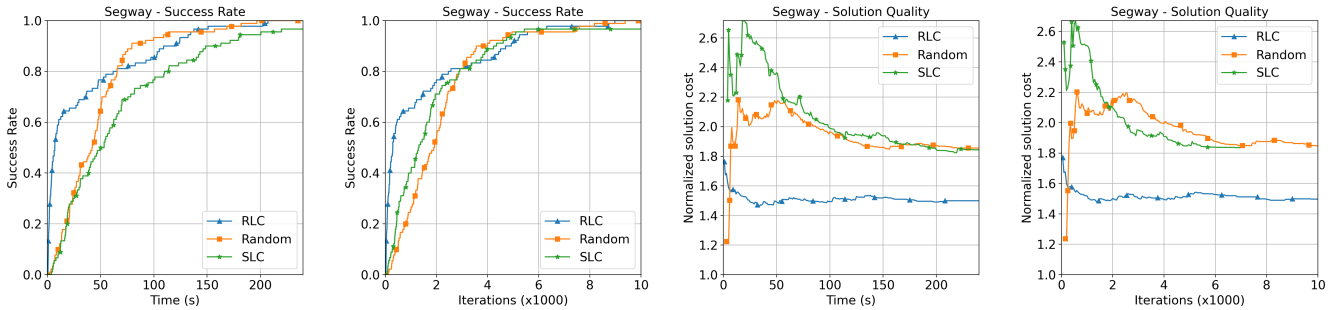 Segway - Success Rate
Success Rate
1.0
0.8
0.6
0.4
0.2
0.0
RLC
Random
SLC
0 50 100 150 200
Time (s)
Segway - Success Rate
Success Rate
1.0
0.8
0.6
0.4
0.2
0.0
RLC
Random
SLC
0 2 4 6 8 10
Iterations (x1000)
Segway - Solution Quality
Normalized solution cost
2.6
2.4
2.2
2.0
1.8
1.6
1.4
1.2
1.0
RLC
Random
SLC
0 50 100 150 200
Time (s)
Segway - Solution Quality
Normalized solution cost
2.6
2.4
2.2
2.0
1.8
1.6
1.4
1.2
1.0
RLC
Random
SLC
0 2 4 6 8 10
Iterations (x1000)